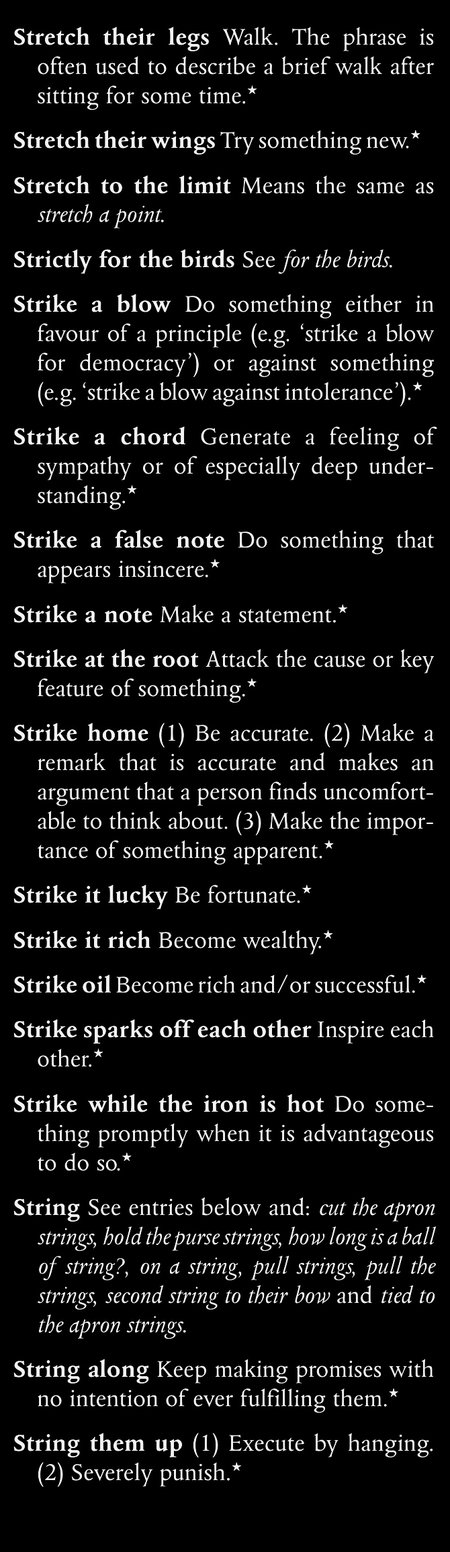 Stretch their legs Walk. The phrase is
often used to describe a brief walk after
sitting for some time.★
Stretch their wings Try something new.★
Stretch to the limit Means the same as
stretch a point.
Strictly for the birds See for the birds.
Strike a blow Do something either in
favour of a principle (e.g. ‘strike a blow
for democracy’) or against something
(e.g. ‘strike a blow against intolerance’).★
Strike a chord Generate a feeling of
sympathy or of especially deep under-
standing.★
Strike a false note Do something that
appears insincere.★
Strike a note Make a statement.★
Strike at the root Attack the cause or key
feature of something.★
Strike home (1) Be accurate. (2) Make a
remark that is accurate and makes an
argument that a person finds uncomfort-
able to think about. (3) Make the impor-
tance of something apparent.★
Strike it lucky Be fortunate.★
Strike it rich Become wealthy.★
Strike oil Become rich and/or successful.★
Strike sparks off each other Inspire each
other.★
Strike while the iron is hot Do some-
thing promptly when it is advantageous
to do so.★
String See entries below and: cut the apron
strings, hold the purse strings, how long is a ball
of string?, on a string, pull strings, pull the
strings, second string to their bow and tied to
the apron strings.
String along Keep making promises with
no intention of ever fulfilling them.★
String them up (1) Execute by hanging.
(2) Severely punish.★